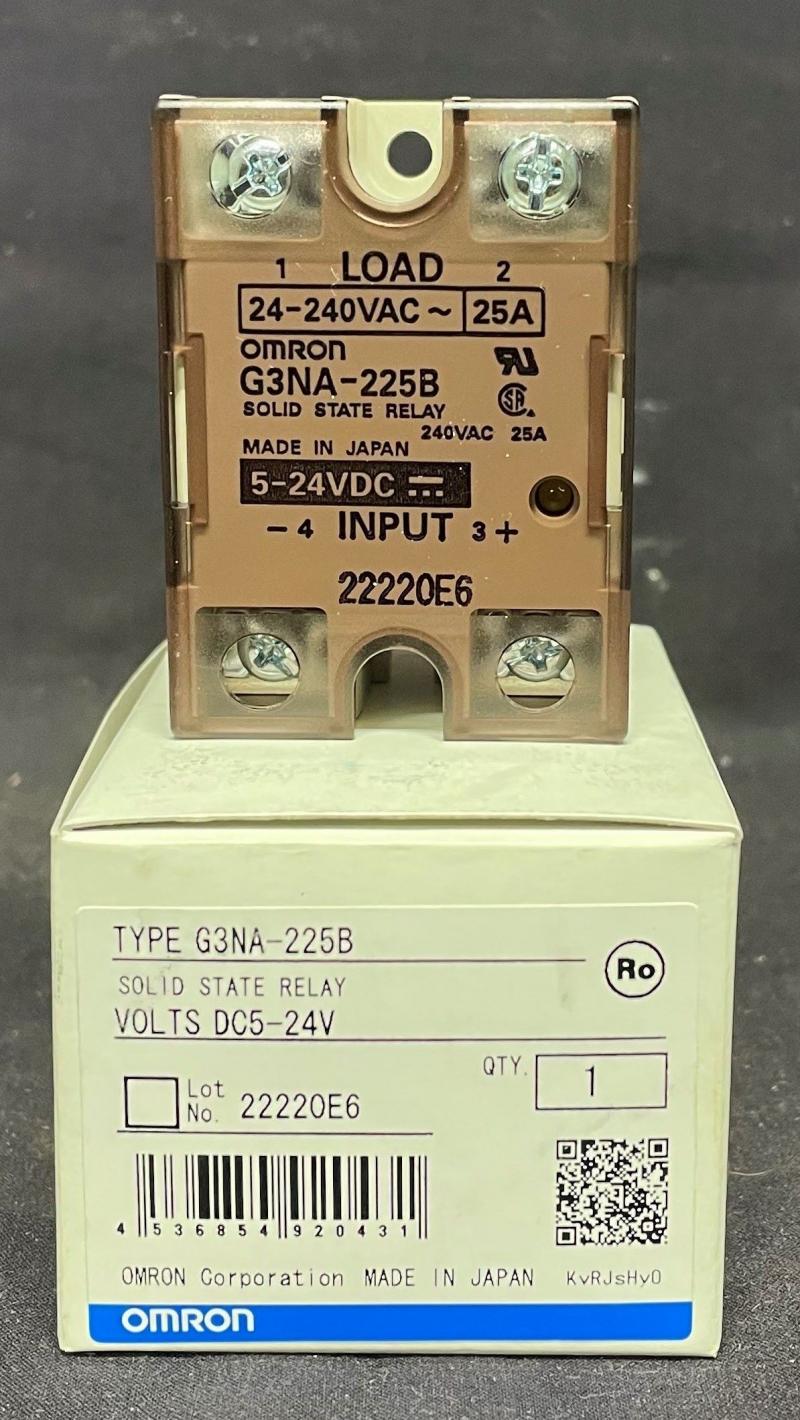 1 LOAD 2
24-240VAC ~ 25A
OMRON
G3NA-225B
SOLID STATE RELAY
240VAC 25A
MADE IN JAPAN
5-24VDC
- 4 INPUT 3 +
22220E6
TYPE G3NA-225B
Ro
SOLID STATE RELAY
VOLTS DC5-24V
QTY. 1
Lot
No. 22220E6
4 536854 920431
OMRON Corporation MADE IN JAPAN KvRJsHy0
OMRON